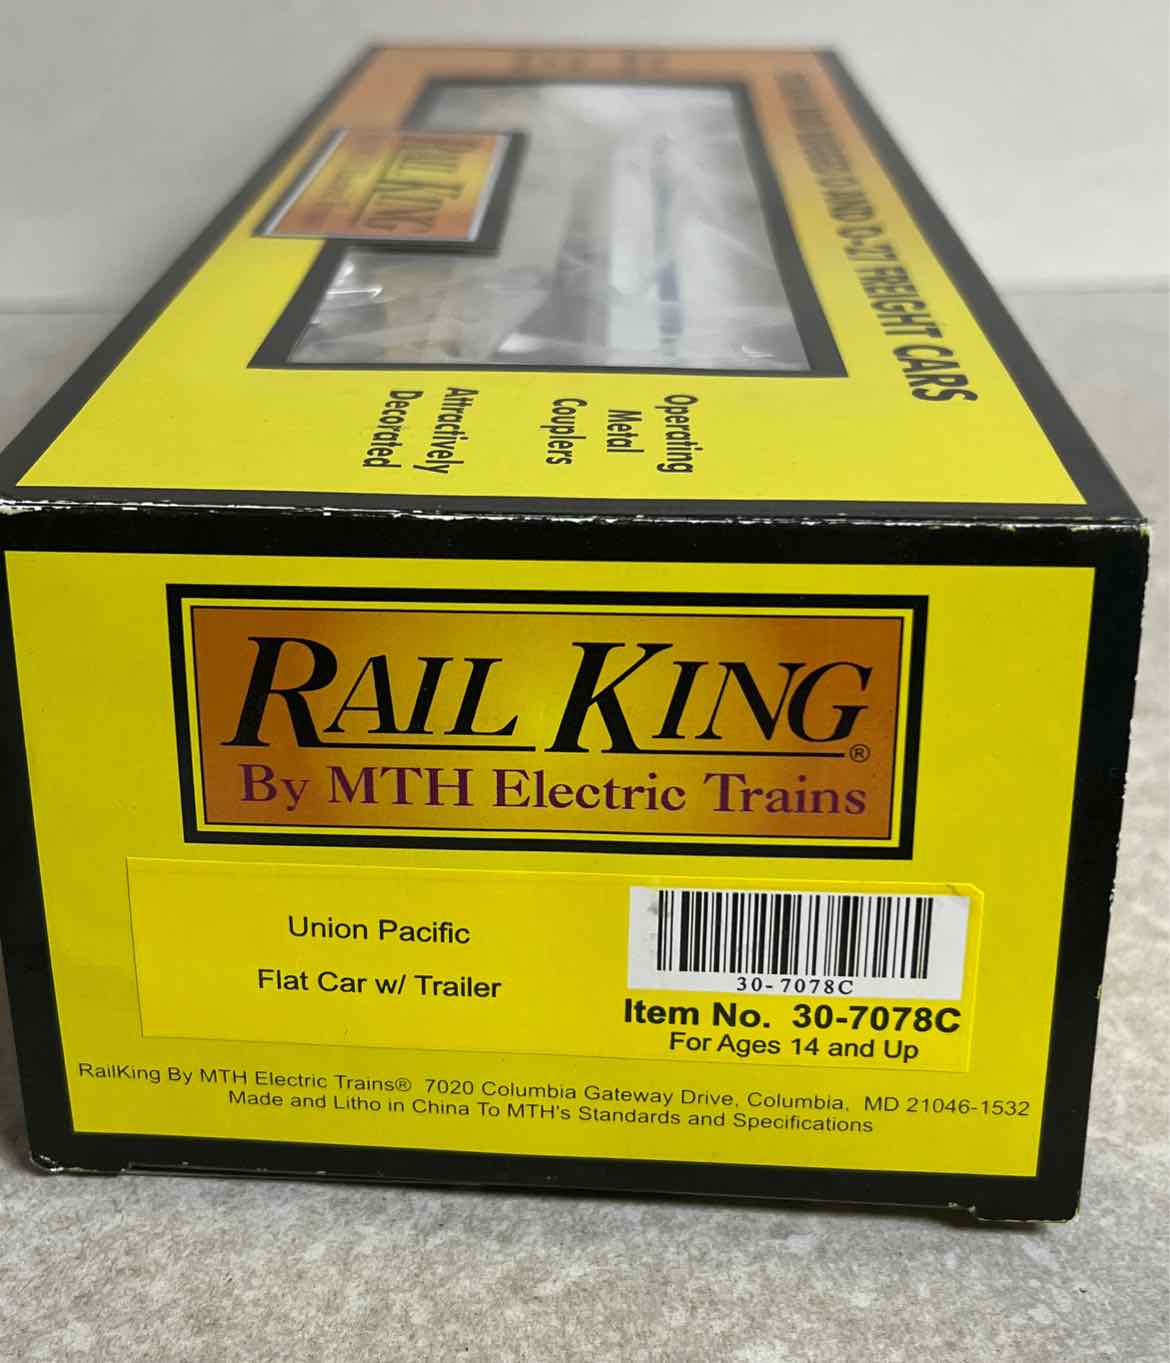 RAIL KING
O-27 FREIGHT CARS
Operating
Metal
Couplers
Attractively
Decorated
RAIL KING®
By MTH Electric Trains
Union Pacific
Flat Car w/ Trailer
30-7078C
Item No. 30-7078C
For Ages 14 and Up
RailKing By MTH Electric Trains® 7020 Columbia Gateway Drive, Columbia, MD 21046-1532
Made and Litho in China To MTH's Standards and Specifications